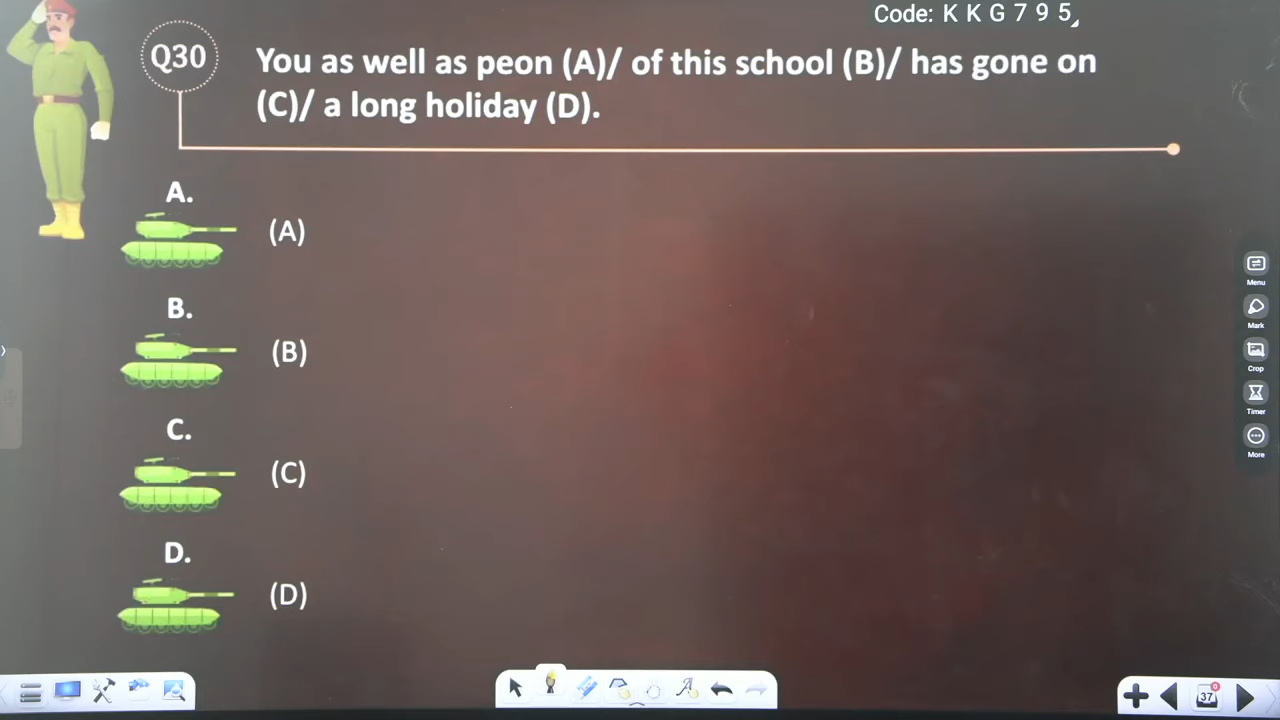 Code: K K G 7 9 5
Q30
You as well as peon (A)/ of this school (B)/ has gone on
(C)/ a long holiday (D).
A.
(A)
B.
(B)
C.
(C)
D.
(D)
Menu
Mark
Crop
Timer
More
37